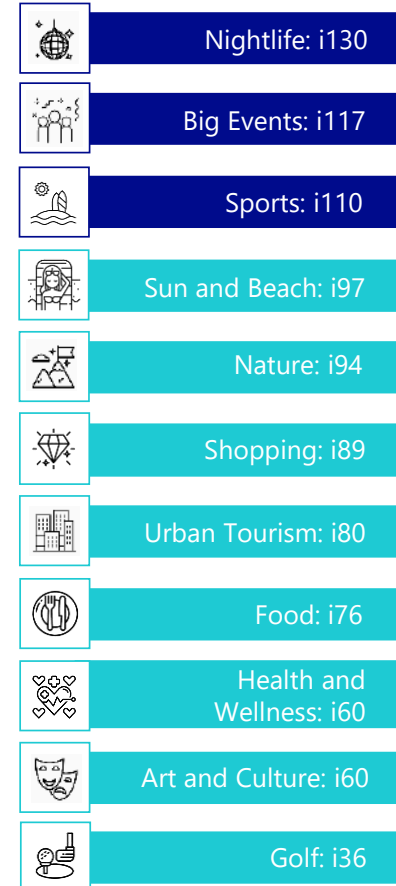 Nightlife: i130
Big Events: i117
Sports: i110
Sun and Beach: i97
Nature: i94
Shopping: i89
Urban Tourism: i80
Food: i76
Health and
Wellness: i60
Art and Culture: i60
Golf: i36